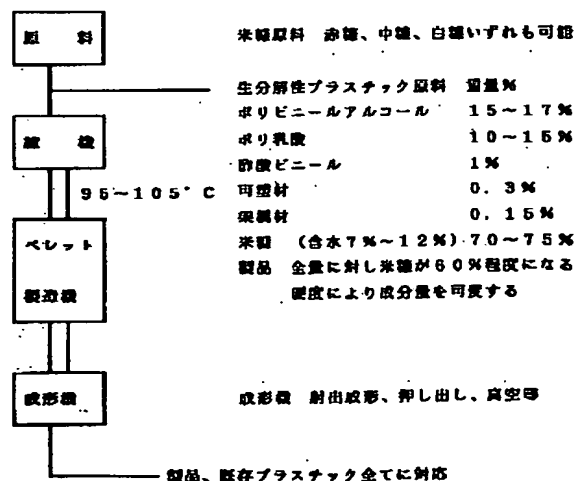 原料
米糠原料 赤糠、中糠、白糠いずれも可能
生分解性プラスチック原料 重量%
ポリビニールアルコール 15~17%
ポリ乳酸 10~15%
酢酸ビニール 1%
可塑材 0.3%
0.15%
95~105°C
米糠 (含水7%~12%) 70~75%
ペレット
製造機
製品 全量に対し米糠が60%程度になる
硬度により成分量を可変する
成形機
成形機 射出成形、押し出し、真空等
製品、既存プラスチック全てに対応